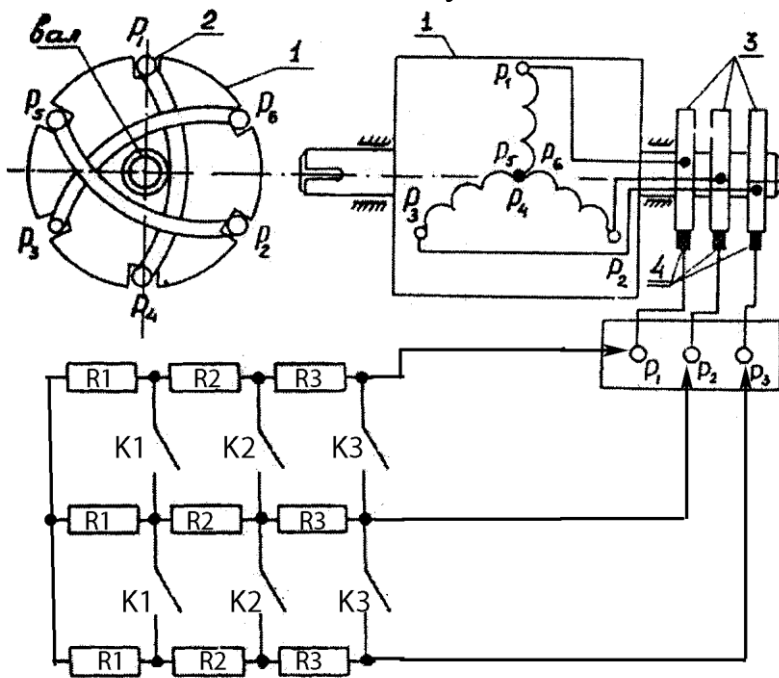 P₁ 2 1
вал
P₅ P₆
P₃ P₂
P₄
1 3
P₁
P₅ P₆
P₃ P₄
P₂
4
P₁ P₂ P₃
R1 R2 R3
K1 K2 K3
R1 R2 R3
K1 K2 K3
R1 R2 R3